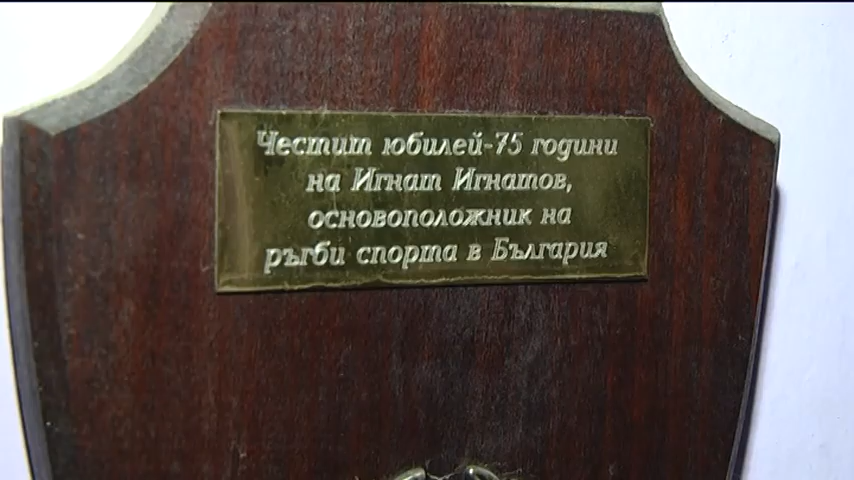 Честит юбилей-75 години
на Игнат Игнатов,
основоположник на
ръгби спорта в България